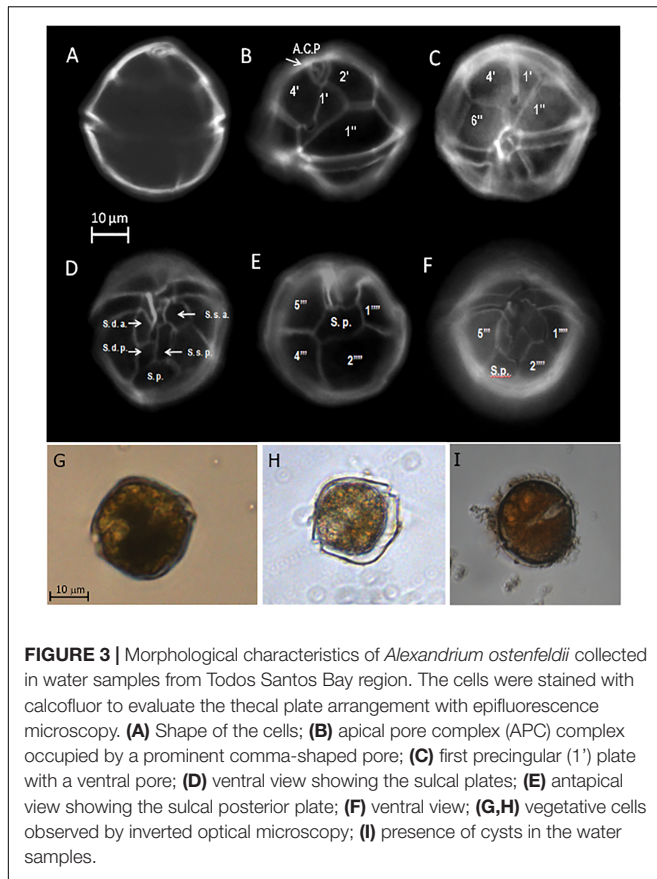 A
B
A.C.P
2'
4'
1'
1"
C
4'
1'
1"
6"
10 µm
D
S. d. a.
S. s. a.
S. d. p.
S. s. p.
S. p.
E
5'''
1''''
S. p.
4'''
2''''
F
5'''
1''''
S.p.
2''''
G
10 µm
H
I
FIGURE 3 | Morphological characteristics of Alexandrium ostenfeldii collected
in water samples from Todos Santos Bay region. The cells were stained with
calcofluor to evaluate the thecal plate arrangement with epifluorescence
microscopy. (A) Shape of the cells; (B) apical pore complex (APC) complex
occupied by a prominent comma-shaped pore; (C) first precingular (1') plate
with a ventral pore; (D) ventral view showing the sulcal plates; (E) antapical
view showing the sulcal posterior plate; (F) ventral view; (G,H) vegetative cells
observed by inverted optical microscopy; (I) presence of cysts in the water
samples.